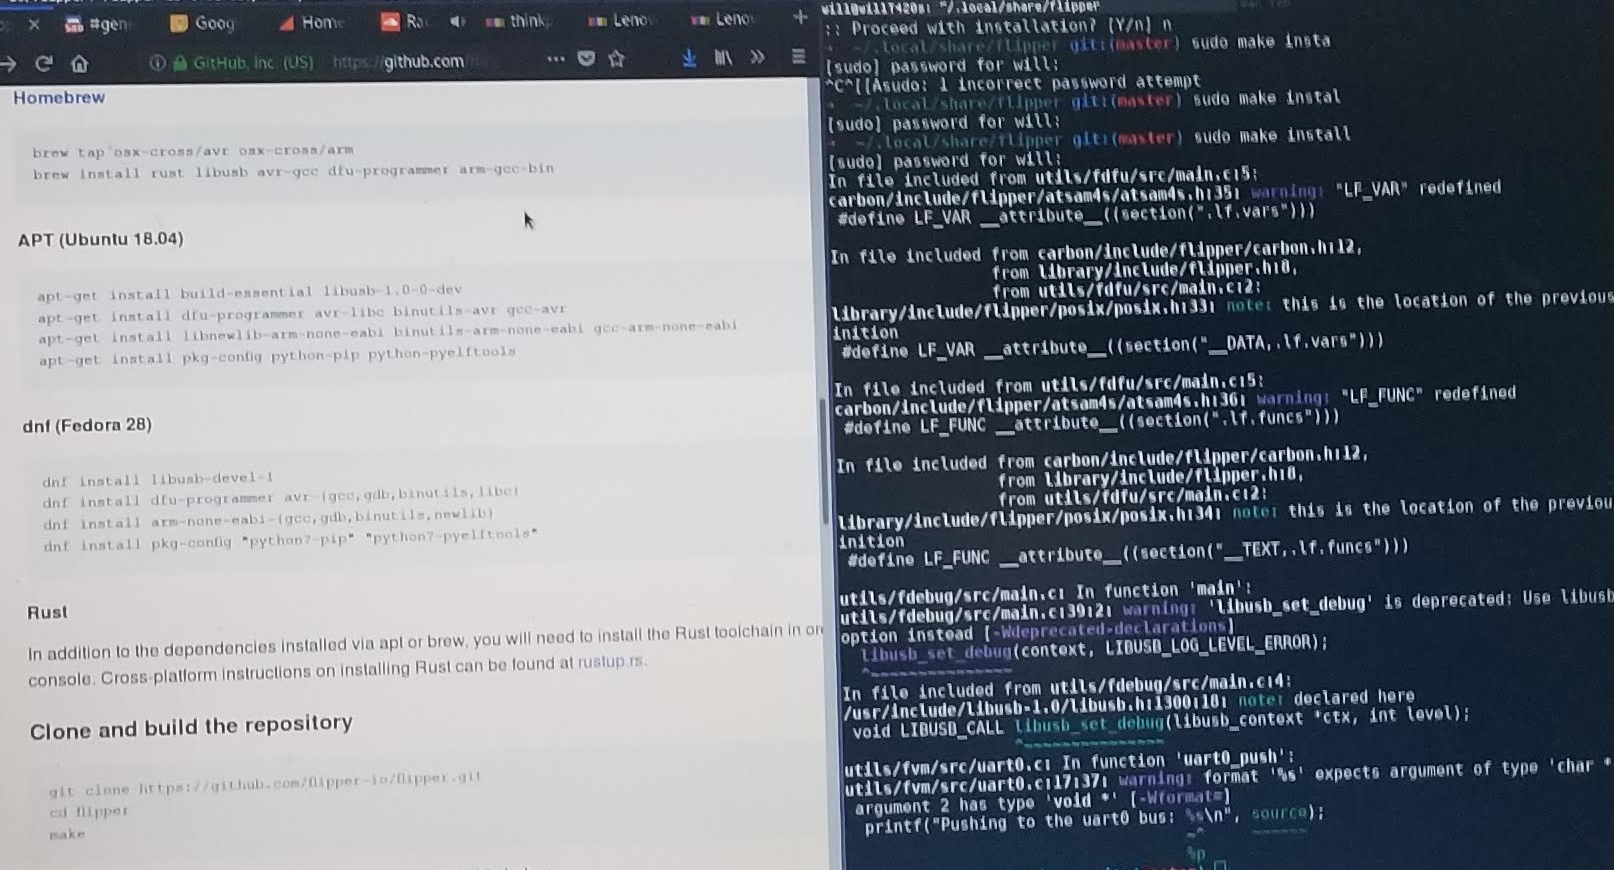 #gen
Goog
Home
Ra
think
Leno
Leno
GitHub, Inc. (US)
https://github.com/
Homebrew
brew tap osx-cross/avr osx-cross/arm
brew install rust libusb avr-gcc dfu-programmer arm-gcc-bin
APT (Ubuntu 18.04)
apt-get install build-essential libusb-1.0-0-dev
apt-get install dfu-programmer avr-libc binutils-avr gcc-avr
apt-get install libnewlib-arm-none-eabi binutils-arm-none-eabi gcc-arm-none-eabi
apt-get install pkg-config python-pip python-pyelftools
dnf (Fedora 28)
dnf install libusb-devel-1
dnf install dfu-programmer avr-{gcc,gdb,binutils,libc}
dnf install arm-none-eabi-{gcc,gdb,binutils,newlib}
dnf install pkg-config "python?-pip" "python?-pyelftools"
Rust
In addition to the dependencies installed via apt or brew, you will need to install the Rust toolchain in or
console. Cross-platform instructions on installing Rust can be found at rustup.rs.
Clone and build the repository
git clone https://github.com/flipper-io/flipper.git
cd flipper
make
will@willT420s: ~/.local/share/flipper
:: Proceed with installation? [Y/n] n
~/.local/share/flipper git:(master) sudo make insta
[sudo] password for will:
^C^[[Asudo: 1 incorrect password attempt
~/.local/share/flipper git:(master) sudo make instal
[sudo] password for will:
~/.local/share/flipper git:(master) sudo make install
[sudo] password for will:
In file included from utils/fdfu/src/main.c:5:
carbon/include/flipper/atsam4s/atsam4s.h:35: warning: "LF_VAR" redefined
#define LF_VAR __attribute__((section(".lf.vars")))
In file included from carbon/include/flipper/carbon.h:12,
from library/include/flipper.h:8,
from utils/fdfu/src/main.c:2:
library/include/flipper/posix/posix.h:33: note: this is the location of the previous
inition
#define LF_VAR __attribute__((section("__DATA,.lf.vars")))
In file included from utils/fdfu/src/main.c:5:
carbon/include/flipper/atsam4s/atsam4s.h:36: warning: "LF_FUNC" redefined
#define LF_FUNC __attribute__((section(".lf.funcs")))
In file included from carbon/include/flipper/carbon.h:12,
from library/include/flipper.h:8,
from utils/fdfu/src/main.c:2:
library/include/flipper/posix/posix.h:34: note: this is the location of the previou
inition
#define LF_FUNC __attribute__((section("__TEXT,.lf.funcs")))
utils/fdebug/src/main.c: In function 'main':
utils/fdebug/src/main.c:39:2: warning: 'libusb_set_debug' is deprecated: Use libusb
option instead [-Wdeprecated-declarations]
libusb_set_debug(context, LIBUSB_LOG_LEVEL_ERROR);
^~~~~~~~~~~~~~~~
In file included from utils/fdebug/src/main.c:4:
/usr/include/libusb-1.0/libusb.h:1300:18: note: declared here
void LIBUSB_CALL libusb_set_debug(libusb_context *ctx, int level);
^~~~~~~~~~~~~~~~
utils/fvm/src/uart0.c: In function 'uart0_push':
utils/fvm/src/uart0.c:17:37: warning: format '%s' expects argument of type 'char *
argument 2 has type 'void *' [-Wformat=]
printf("Pushing to the uart0 bus: %s\n", source);
~^ ~~~~~~
%p